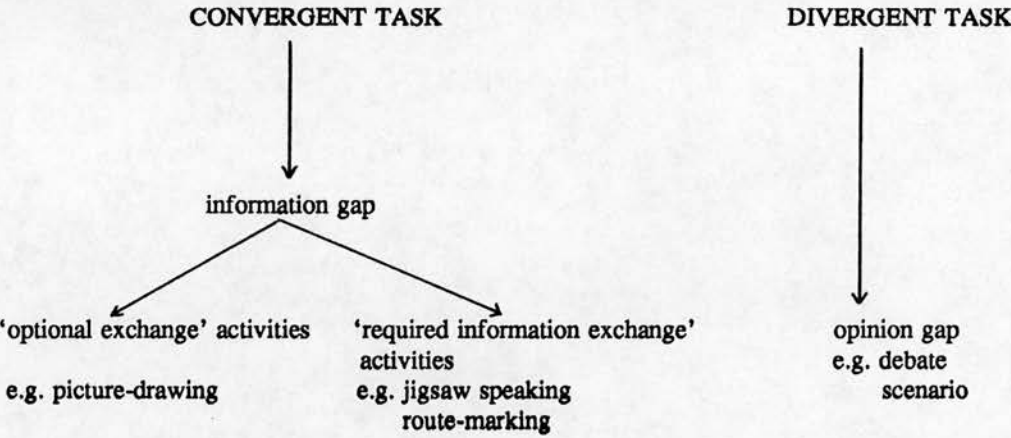 CONVERGENT TASK
DIVERGENT TASK
information gap
'optional exchange' activities
e.g. picture-drawing
'required information exchange'
activities
e.g. jigsaw speaking
route-marking
opinion gap
e.g. debate
scenario